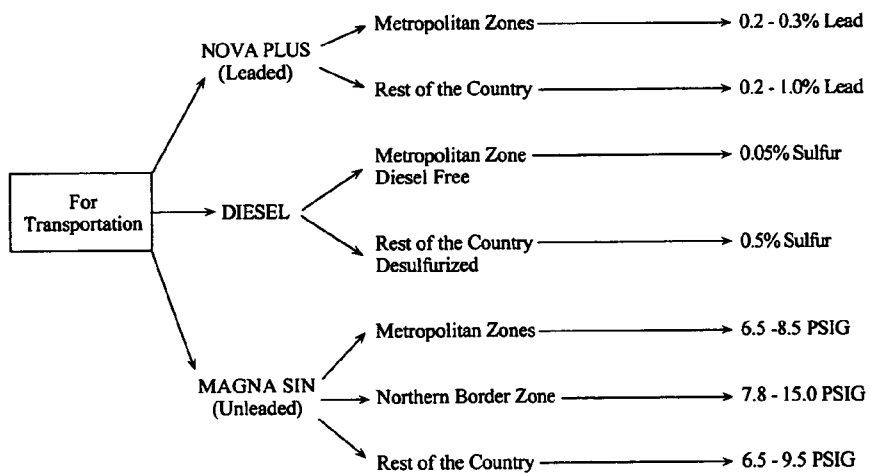 Metropolitan Zones
0.2 - 0.3% Lead
NOVA PLUS
(Leaded)
Rest of the Country
0.2 - 1.0% Lead
Metropolitan Zone
Diesel Free
0.05% Sulfur
For
Transportation
DIESEL
Rest of the Country
Desulfurized
0.5% Sulfur
Metropolitan Zones
6.5 -8.5 PSIG
MAGNA SIN
(Unleaded)
Northern Border Zone
7.8 - 15.0 PSIG
Rest of the Country
6.5 - 9.5 PSIG